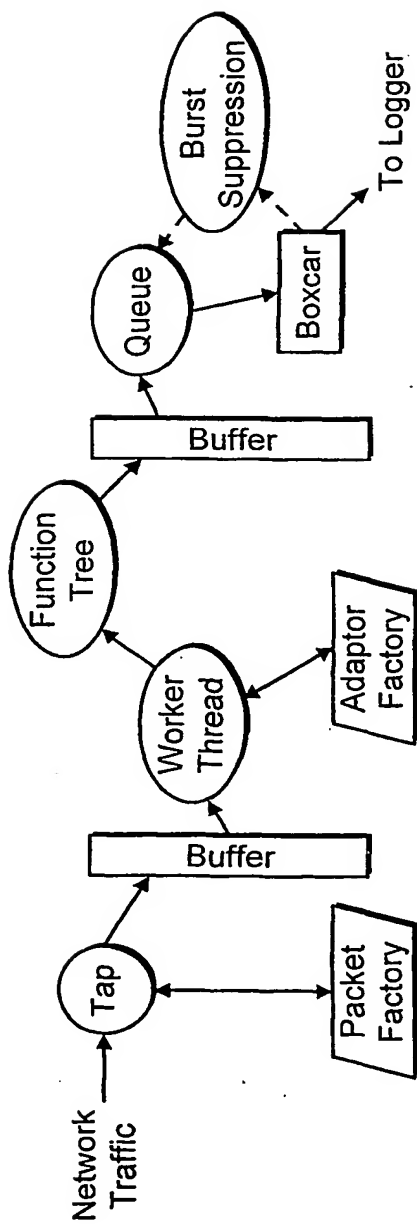 Network
Traffic
Tap
Packet
Factory
Buffer
Worker
Thread
Adaptor
Factory
Function
Tree
Buffer
Queue
Boxcar
Burst
Suppression
To Logger